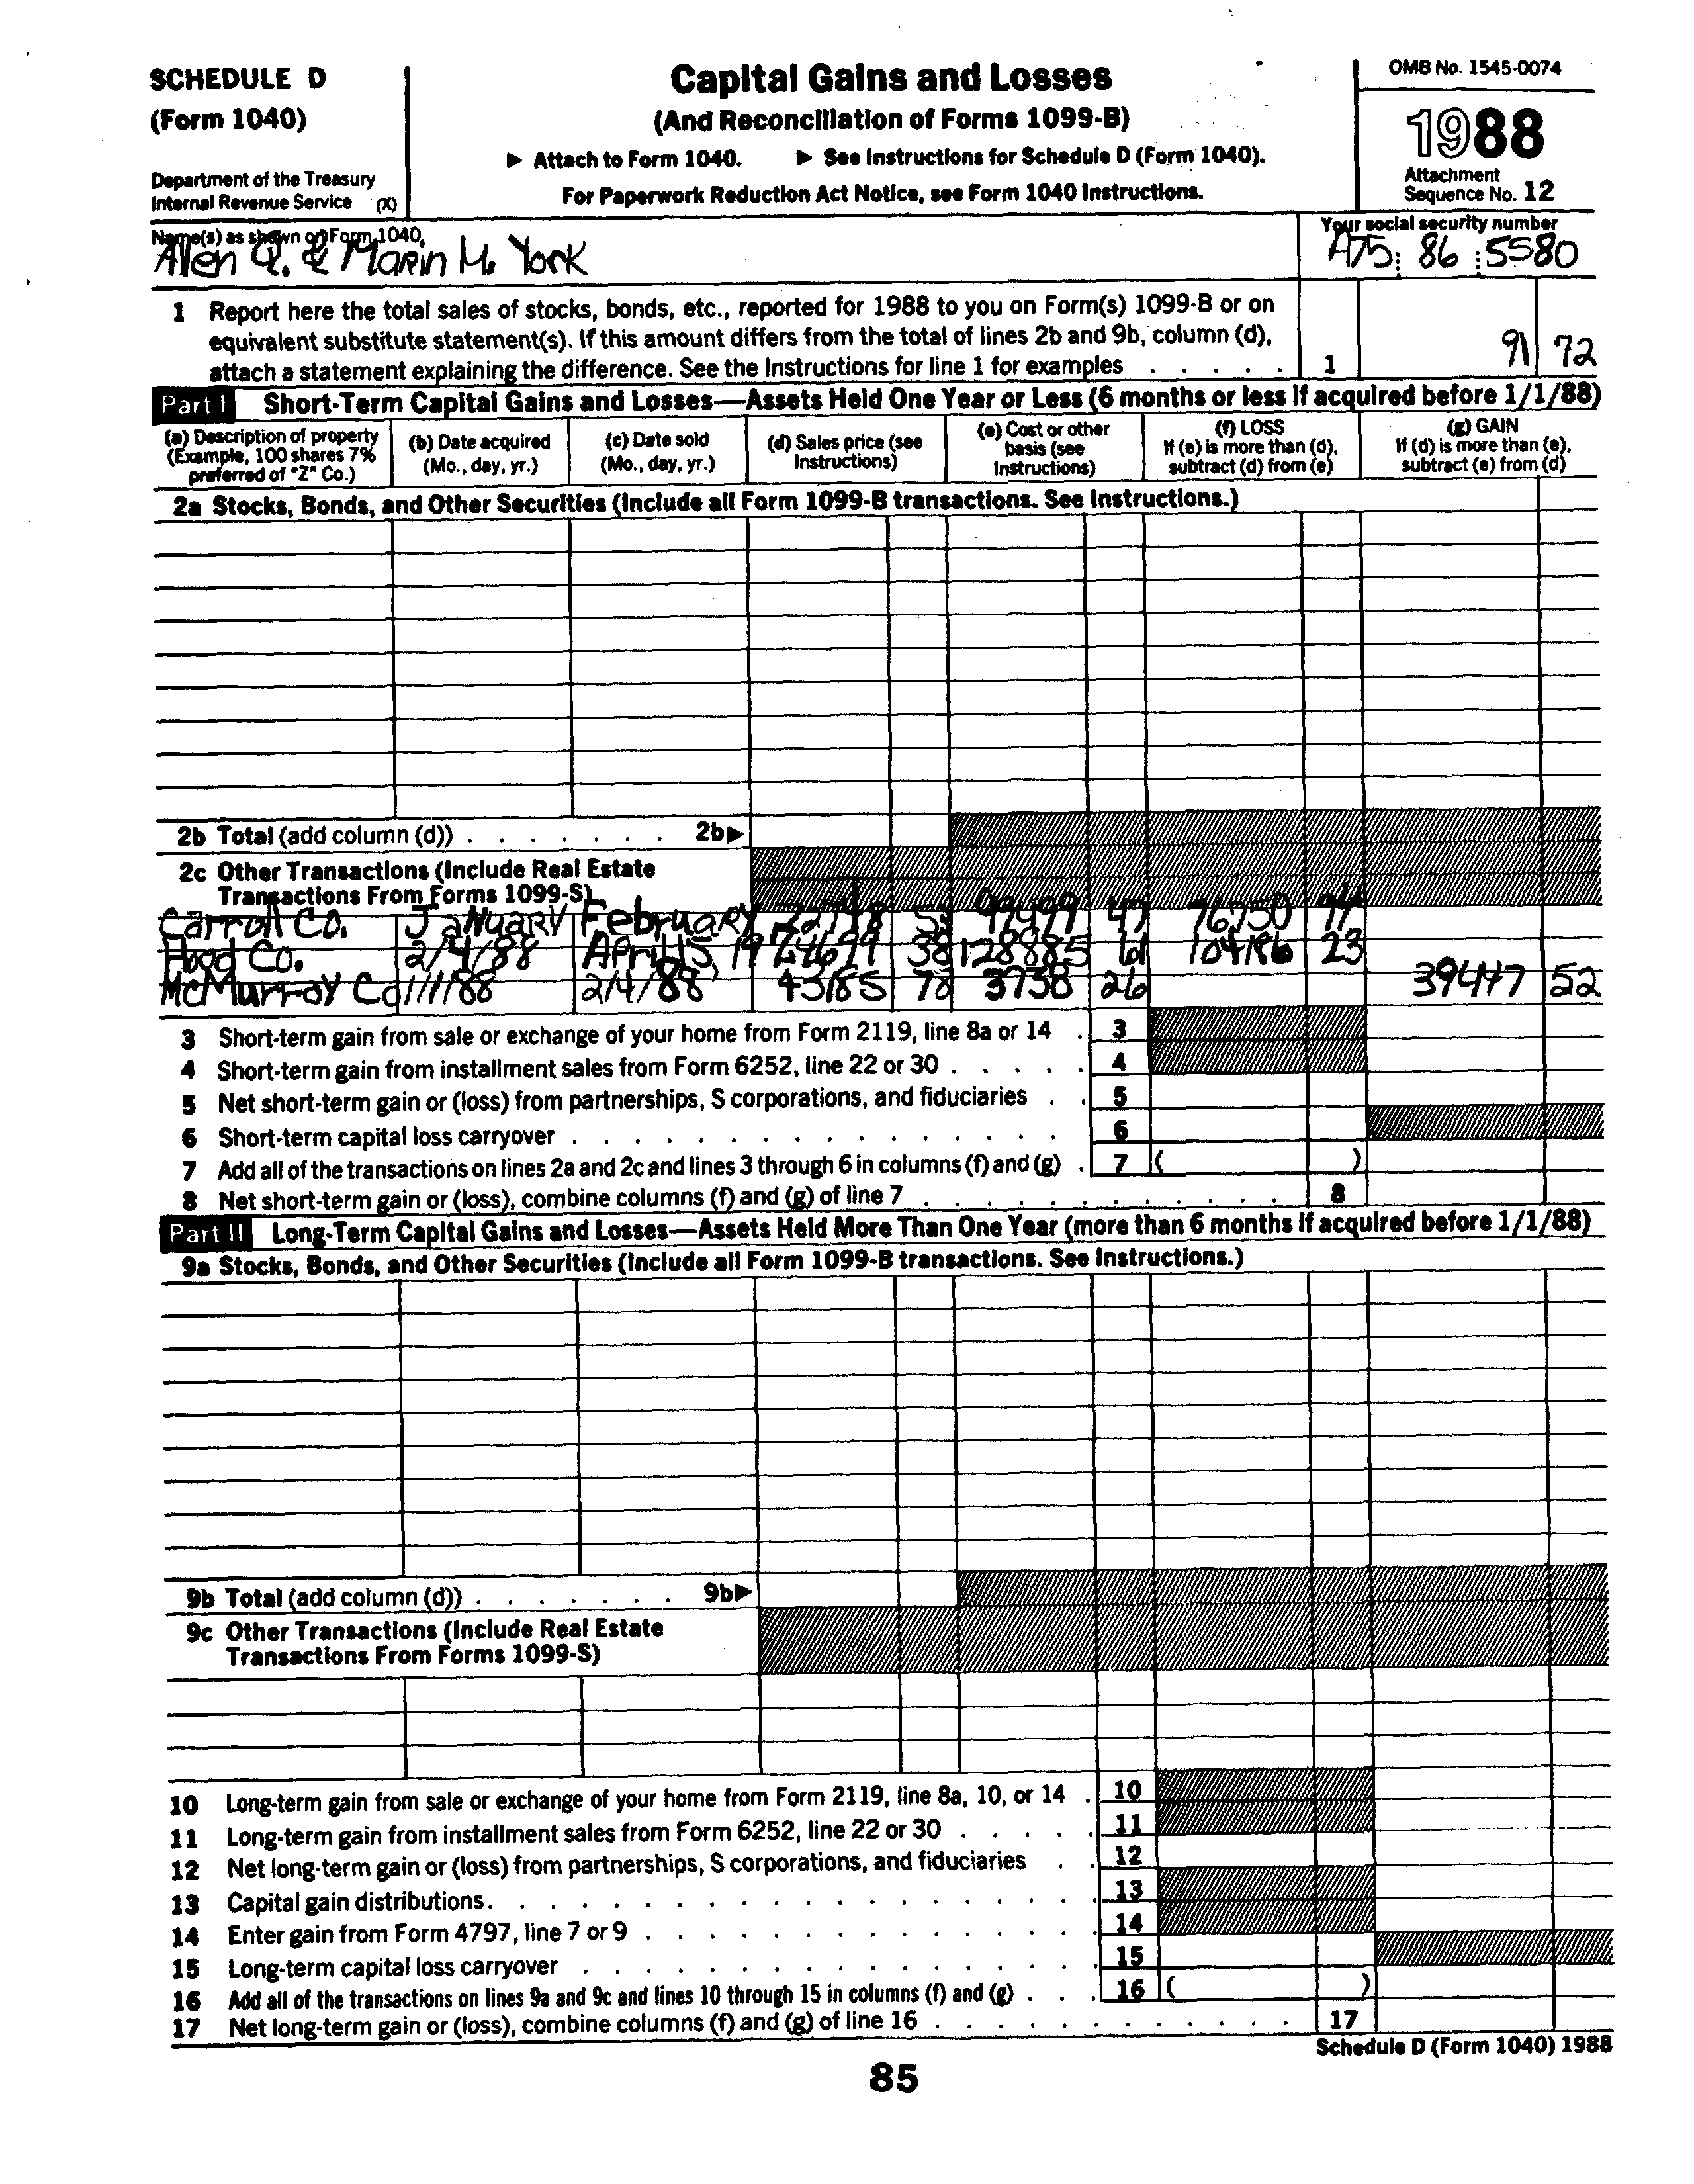 SCHEDULE D
(Form 1040)
Department of the Treasury
Internal Revenue Service (X)
Capital Gains and Losses
(And Reconciliation of Forms 1099-B)
▶ Attach to Form 1040. ▶ See Instructions for Schedule D (Form 1040).
For Paperwork Reduction Act Notice, see Form 1040 Instructions.
OMB No. 1545-0074
1988
Attachment
Sequence No. 12
Name(s) as shown on Form 1040.
Allen Q. & Marin M. York
Your social security number
A75 : 86 : 5580
1 Report here the total sales of stocks, bonds, etc., reported for 1988 to you on Form(s) 1099-B or on
equivalent substitute statement(s). If this amount differs from the total of lines 2b and 9b, column (d),
attach a statement explaining the difference. See the Instructions for line 1 for examples . . . . . 1 91 72
Part I Short-Term Capital Gains and Losses—Assets Held One Year or Less (6 months or less if acquired before 1/1/88)
(a) Description of property
(Example, 100 shares 7%
preferred of "Z" Co.)
(b) Date acquired
(Mo., day, yr.)
(c) Date sold
(Mo., day, yr.)
(d) Sales price (see
Instructions)
(e) Cost or other
basis (see
Instructions)
(f) LOSS
If (e) is more than (d),
subtract (d) from (e)
(g) GAIN
If (d) is more than (e),
subtract (e) from (d)
2a Stocks, Bonds, and Other Securities (Include all Form 1099-B transactions. See Instructions.)
2b Total (add column (d)) . . . . . . . 2b▶
2c Other Transactions (Include Real Estate
Transactions From Forms 1099-S)
Carroll Co. January February 99499 47 76750 94
Hood Co. 2/4/88 April 15, 19 24699 38 128885 61 104186 23
McMurray Co 1/1/88 2/4/88 43185 78 3738 26 39447 52
3 Short-term gain from sale or exchange of your home from Form 2119, line 8a or 14 . 3
4 Short-term gain from installment sales from Form 6252, line 22 or 30 . . . . . 4
5 Net short-term gain or (loss) from partnerships, S corporations, and fiduciaries . . 5
6 Short-term capital loss carryover . . . . . . . . . . . . . . . . 6
7 Add all of the transactions on lines 2a and 2c and lines 3 through 6 in columns (f) and (g) . 7 ( )
8 Net short-term gain or (loss), combine columns (f) and (g) of line 7 . . . . . . . . . . . . 8
Part II Long-Term Capital Gains and Losses—Assets Held More Than One Year (more than 6 months if acquired before 1/1/88)
9a Stocks, Bonds, and Other Securities (Include all Form 1099-B transactions. See Instructions.)
9b Total (add column (d)) . . . . . . . 9b▶
9c Other Transactions (Include Real Estate
Transactions From Forms 1099-S)
10 Long-term gain from sale or exchange of your home from Form 2119, line 8a, 10, or 14 . 10
11 Long-term gain from installment sales from Form 6252, line 22 or 30 . . . . . 11
12 Net long-term gain or (loss) from partnerships, S corporations, and fiduciaries . . 12
13 Capital gain distributions. . . . . . . . . . . . . . . . . . . . 13
14 Enter gain from Form 4797, line 7 or 9 . . . . . . . . . . . . . . . 14
15 Long-term capital loss carryover . . . . . . . . . . . . . . . . . 15
16 Add all of the transactions on lines 9a and 9c and lines 10 through 15 in columns (f) and (g) . . . 16 ( )
17 Net long-term gain or (loss), combine columns (f) and (g) of line 16 . . . . . . . . . . . . 17
Schedule D (Form 1040) 1988
85